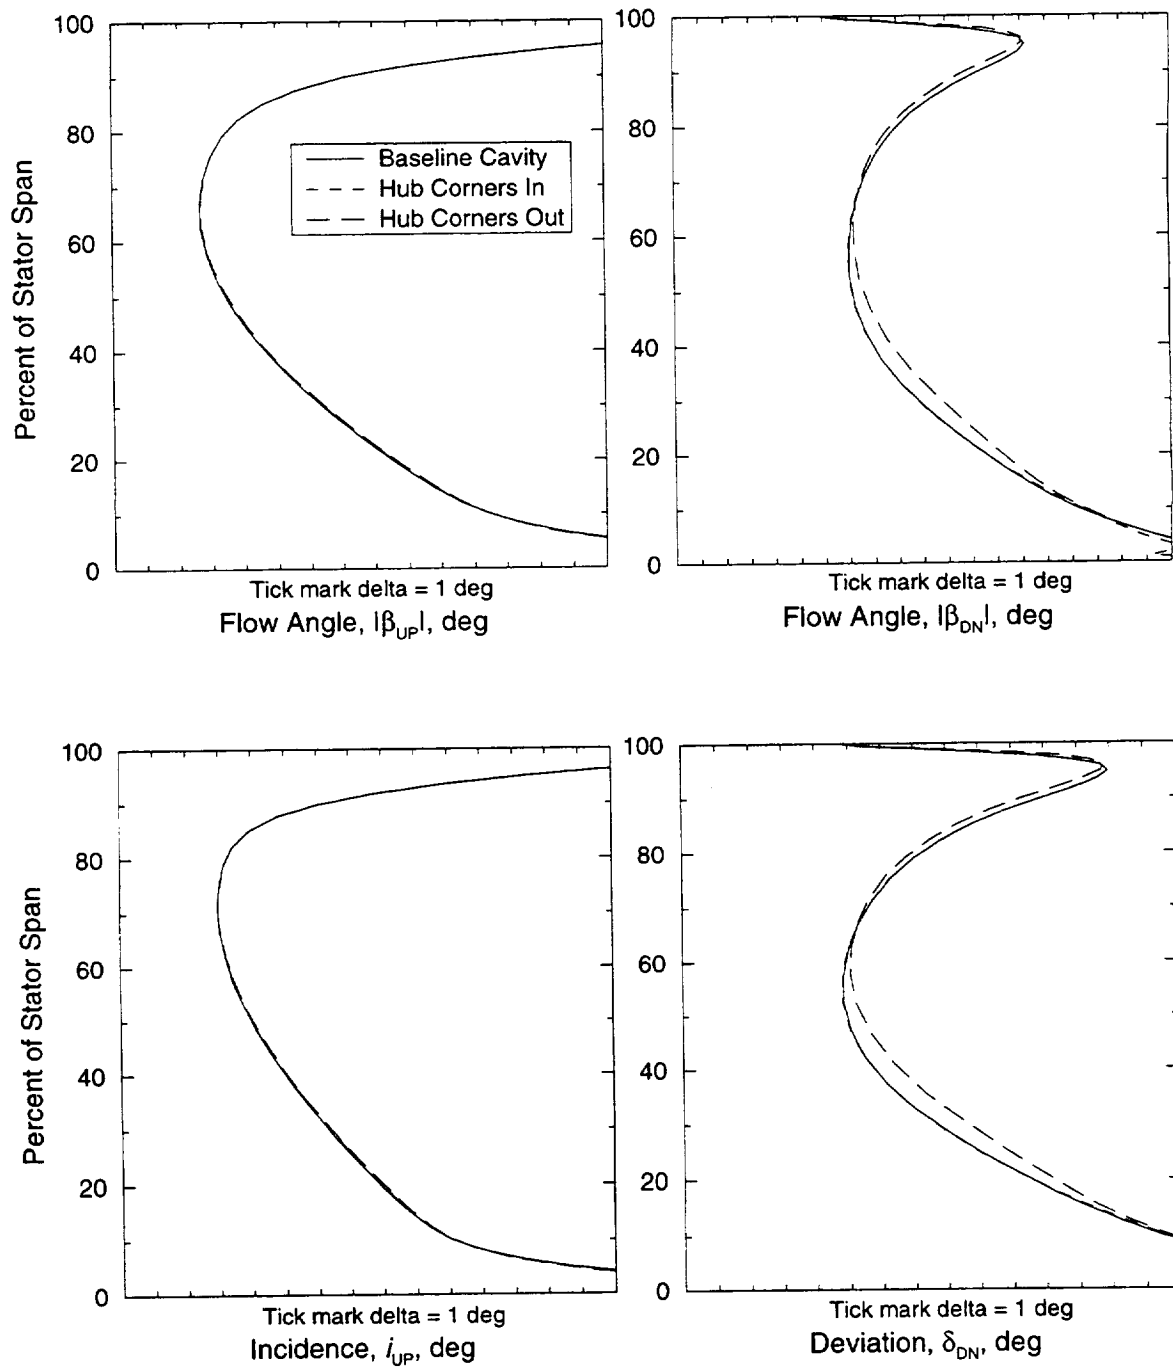 100
80
60
40
20
0
Percent of Stator Span
Baseline Cavity
Hub Corners In
Hub Corners Out
Tick mark delta = 1 deg
Flow Angle, |β_UP|, deg
100
80
60
40
20
0
Tick mark delta = 1 deg
Flow Angle, |β_DN|, deg
100
80
60
40
20
0
Percent of Stator Span
Tick mark delta = 1 deg
Incidence, i_UP, deg
100
80
60
40
20
0
Tick mark delta = 1 deg
Deviation, δ_DN, deg